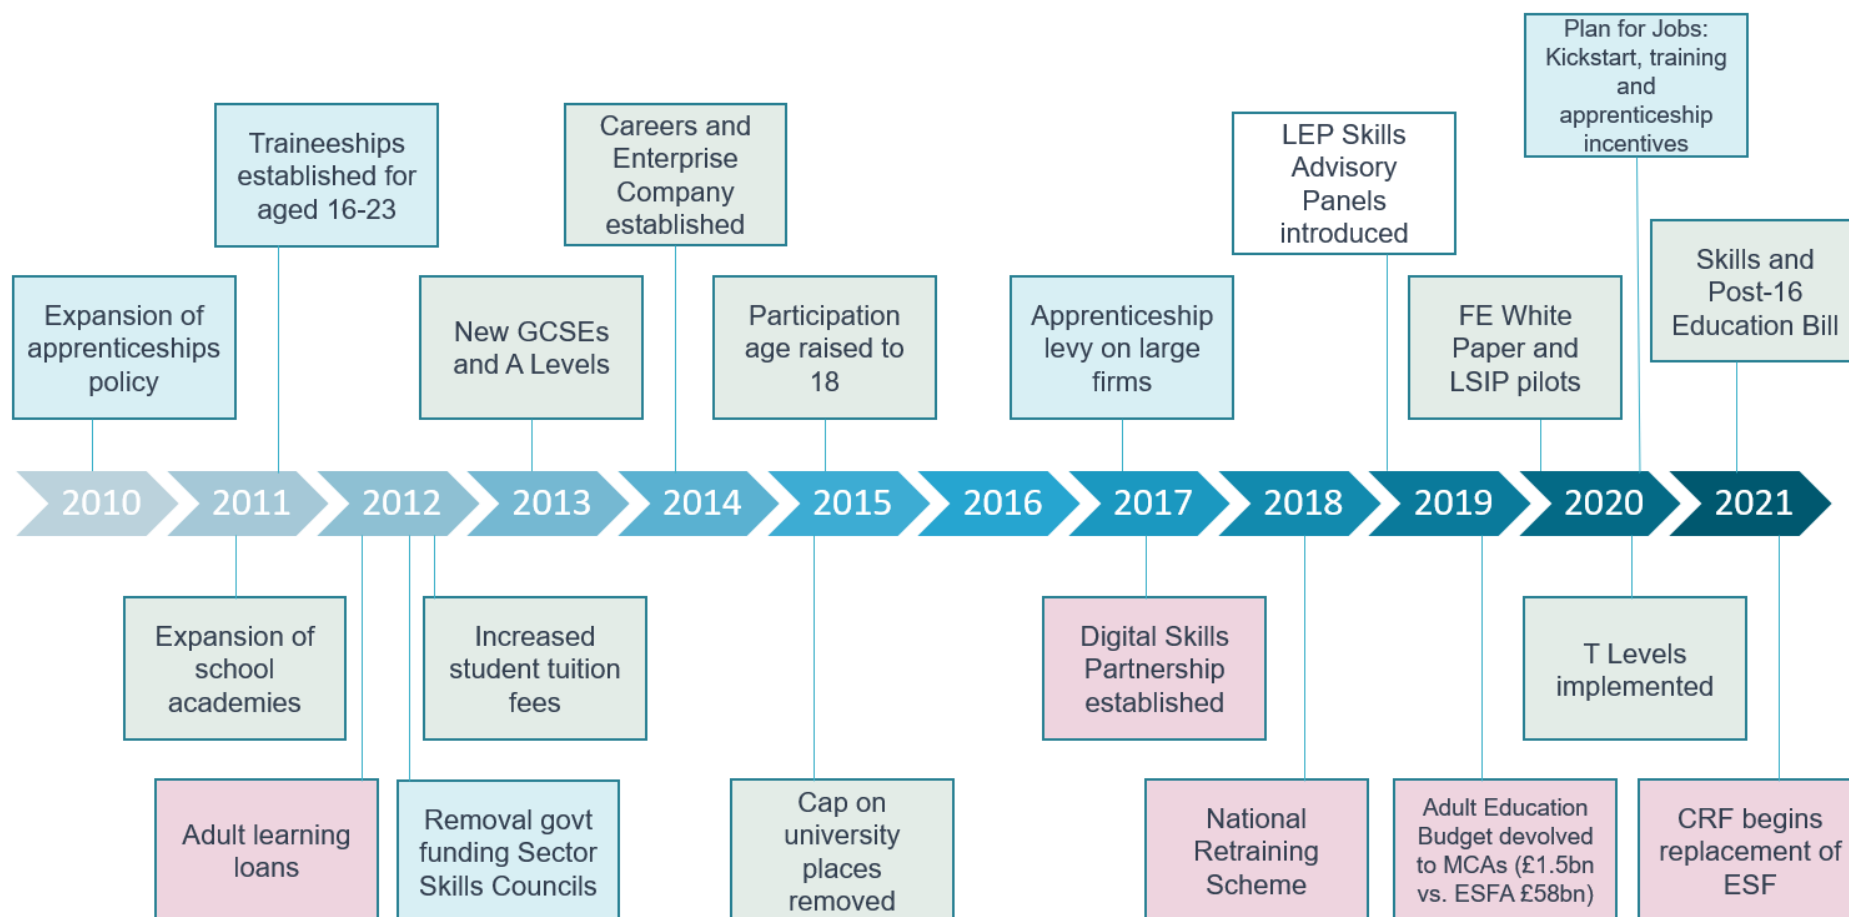 Plan for Jobs:
Kickstart, training
and
apprenticeship
incentives
Traineeships
established for
aged 16-23
Careers and
Enterprise
Company
established
LEP Skills
Advisory
Panels
introduced
Expansion of
apprenticeships
policy
New GCSEs
and A Levels
Participation
age raised to
18
Apprenticeship
levy on large
firms
FE White
Paper and
LSIP pilots
Skills and
Post-16
Education Bill
2010
2011
2012
2013
2014
2015
2016
2017
2018
2019
2020
2021
Expansion of
school
academies
Increased
student tuition
fees
Digital Skills
Partnership
established
T Levels
implemented
Adult learning
loans
Removal govt
funding Sector
Skills Councils
Cap on
university
places
removed
National
Retraining
Scheme
Adult Education
Budget devolved
to MCAs (£1.5bn
vs. ESFA £58bn)
CRF begins
replacement of
ESF